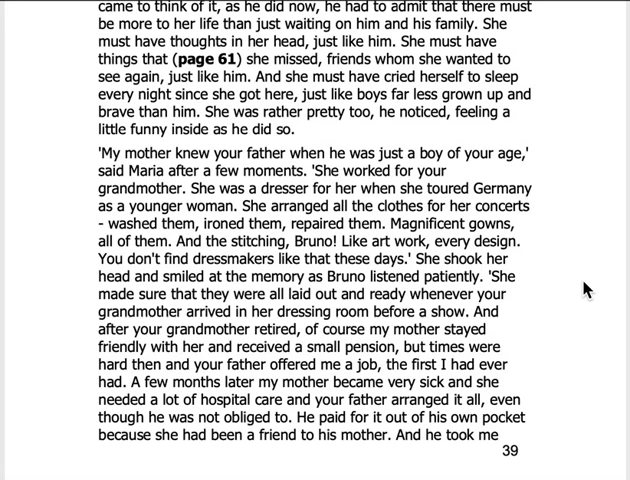 came to think of it, as he did now, he had to admit that there must
be more to her life than just waiting on him and his family. She
must have thoughts in her head, just like him. She must have
things that (page 61) she missed, friends whom she wanted to
see again, just like him. And she must have cried herself to sleep
every night since she got here, just like boys far less grown up and
brave than him. She was rather pretty too, he noticed, feeling a
little funny inside as he did so.
'My mother knew your father when he was just a boy of your age,'
said Maria after a few moments. 'She worked for your
grandmother. She was a dresser for her when she toured Germany
as a younger woman. She arranged all the clothes for her concerts
- washed them, ironed them, repaired them. Magnificent gowns,
all of them. And the stitching, Bruno! Like art work, every design.
You don't find dressmakers like that these days.' She shook her
head and smiled at the memory as Bruno listened patiently. 'She
made sure that they were all laid out and ready whenever your
grandmother arrived in her dressing room before a show. And
after your grandmother retired, of course my mother stayed
friendly with her and received a small pension, but times were
hard then and your father offered me a job, the first I had ever
had. A few months later my mother became very sick and she
needed a lot of hospital care and your father arranged it all, even
though he was not obliged to. He paid for it out of his own pocket
because she had been a friend to his mother. And he took me
39